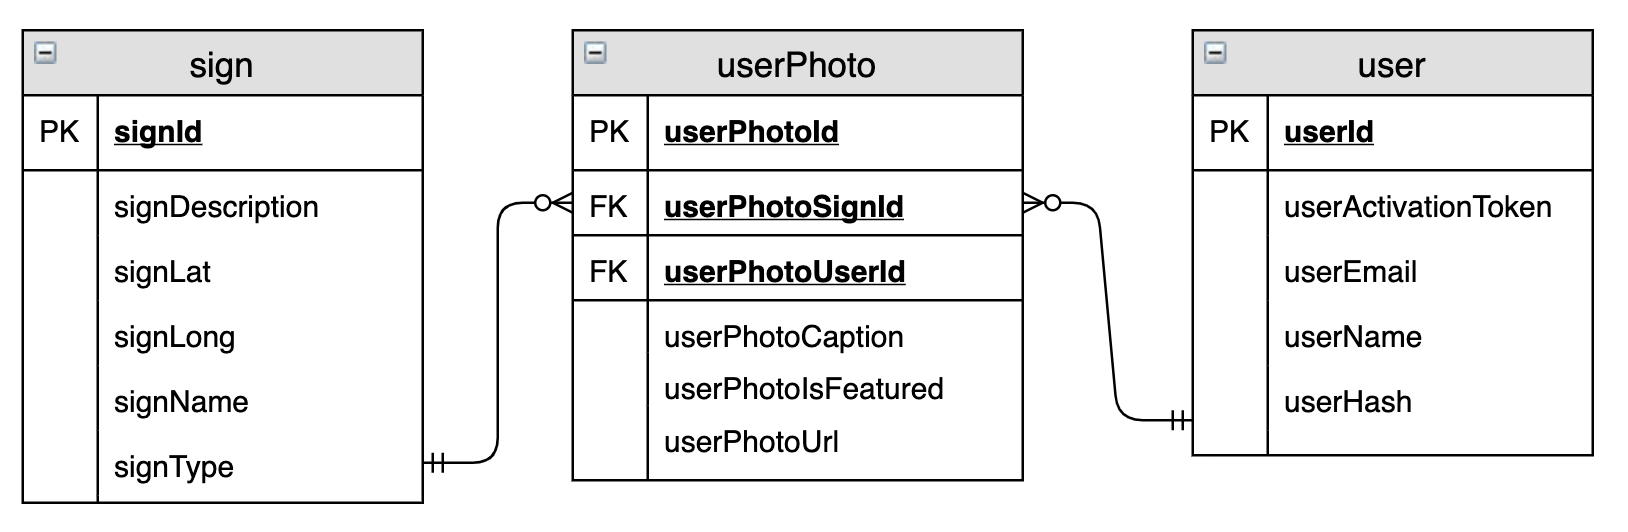 sign
PK signId
signDescription
signLat
signLong
signName
signType
userPhoto
PK userPhotoId
FK userPhotoSignId
FK userPhotoUserId
userPhotoCaption
userPhotoIsFeatured
userPhotoUrl
user
PK userId
userActivationToken
userEmail
userName
userHash